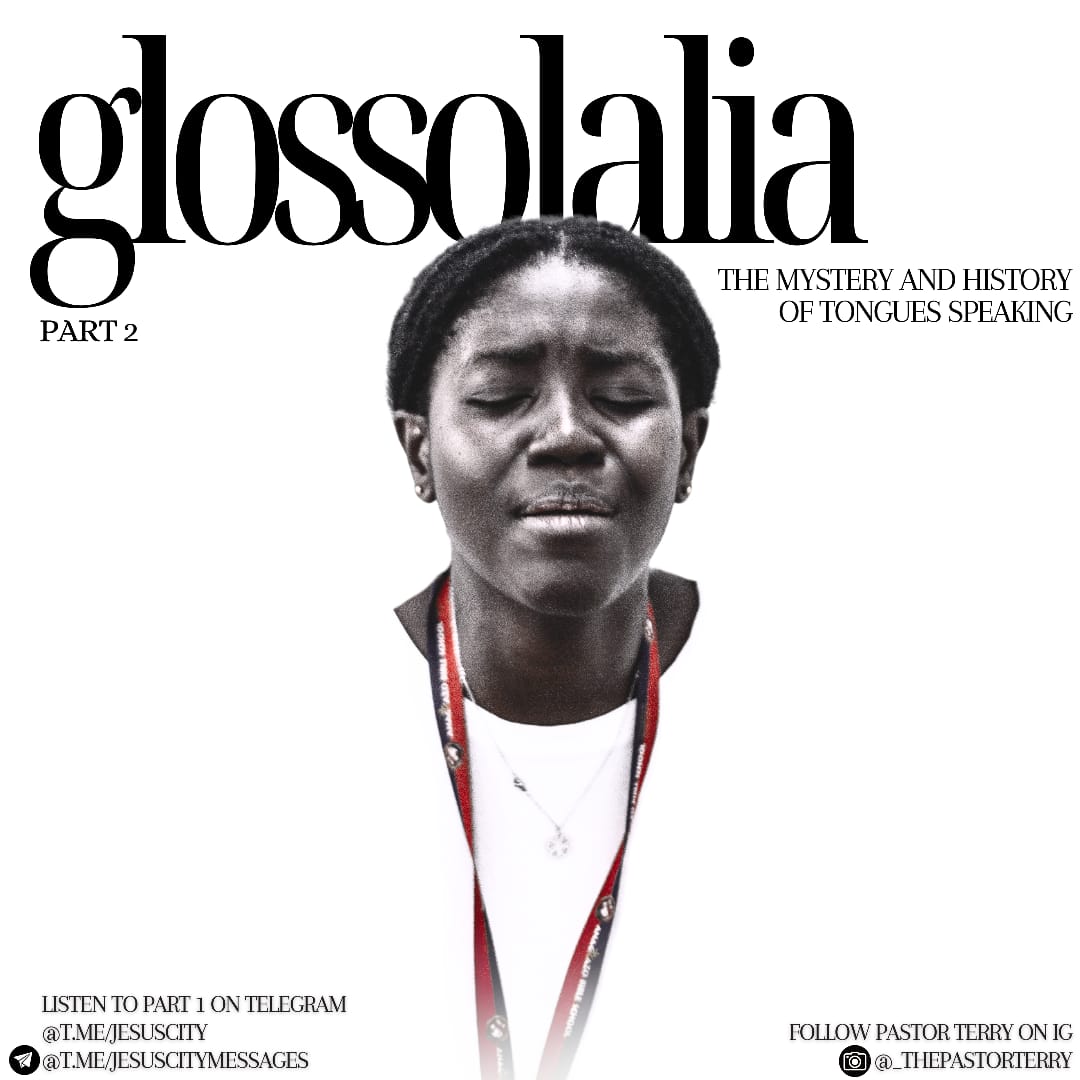 glossolalia
THE MYSTERY AND HISTORY
OF TONGUES SPEAKING
PART 2
LISTEN TO PART 1 ON TELEGRAM
@T.ME/JESUSCITY
@T.ME/JESUSCITYMESSAGES
FOLLOW PASTOR TERRY ON IG
@_THEPASTORTERRY